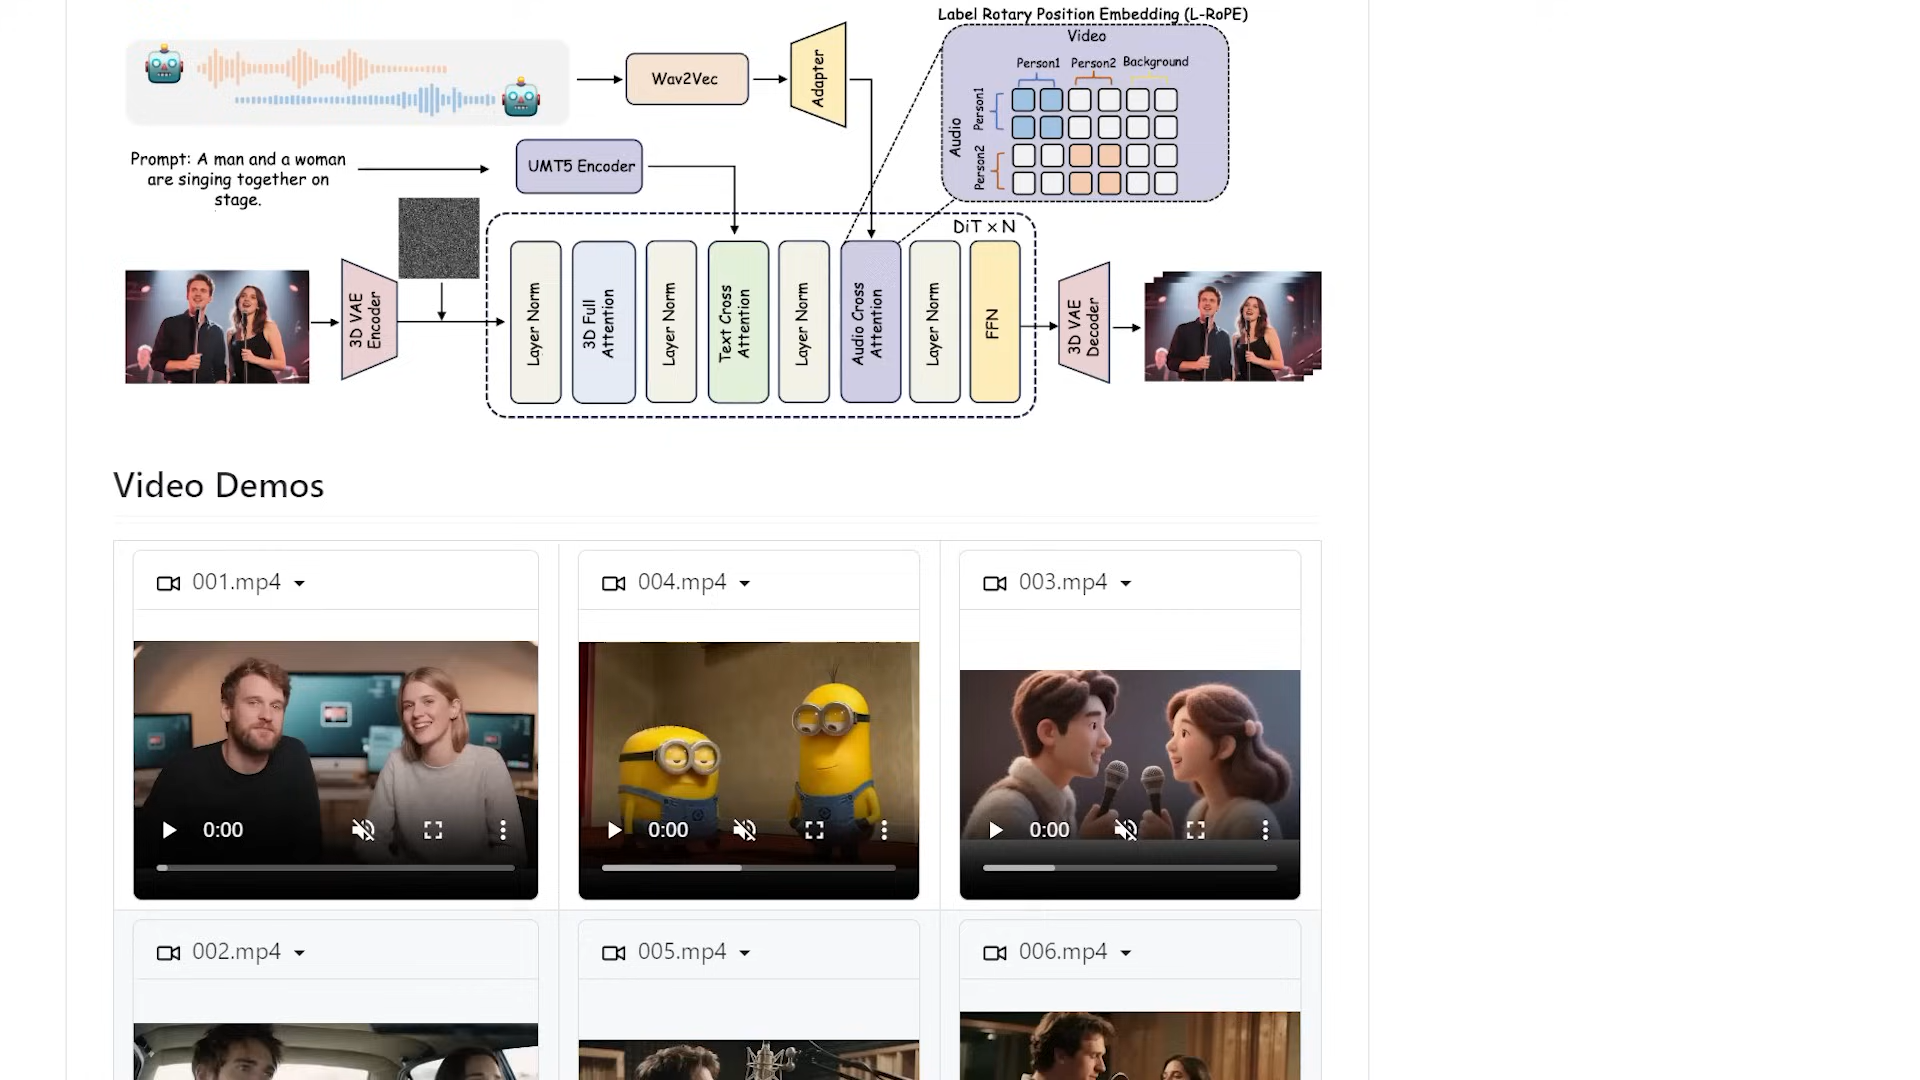 Label Rotary Position Embedding (L-RoPE)
Video
Person1 Person2 Background
Audio
Person1
Person2
Wav2Vec
Adapter
Prompt: A man and a woman
are singing together on
stage.
UMT5 Encoder
DiT × N
3D VAE
Encoder
Layer Norm
3D Full
Attention
Layer Norm
Text Cross
Attention
Layer Norm
Audio Cross
Attention
Layer Norm
FFN
3D VAE
Decoder
Video Demos
001.mp4
004.mp4
003.mp4
0:00
0:00
0:00
002.mp4
005.mp4
006.mp4